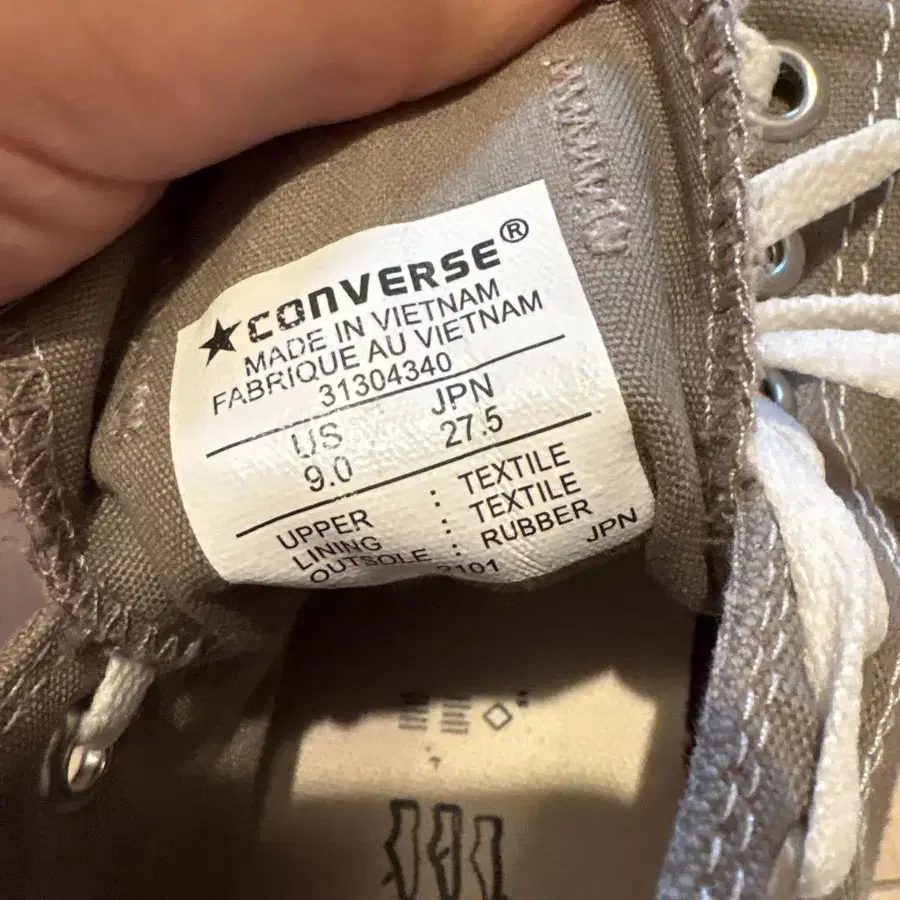 ★CONVERSE®
MADE IN VIETNAM
FABRIQUE AU VIETNAM
31304340
US JPN
9.0 27.5
UPPER : TEXTILE
LINING : TEXTILE
OUTSOLE : RUBBER
2101 JPN